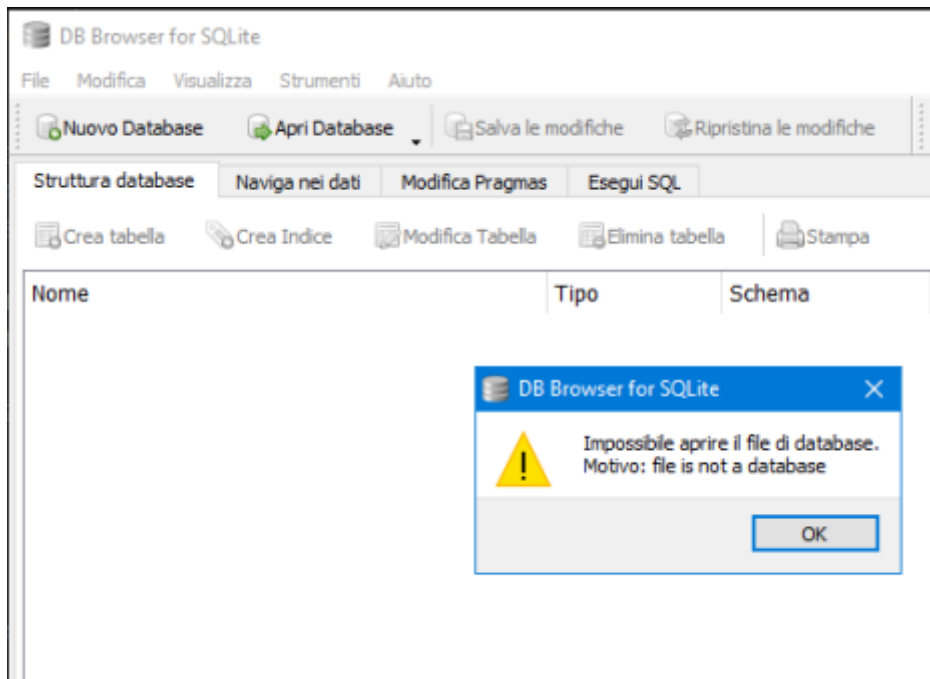 DB Browser for SQLite
File Modifica Visualizza Strumenti Aiuto
Nuovo Database Apri Database Salva le modifiche Ripristina le modifiche
Struttura database Naviga nei dati Modifica Pragmas Esegui SQL
Crea tabella Crea Indice Modifica Tabella Elimina tabella Stampa
Nome Tipo Schema
DB Browser for SQLite
Impossibile aprire il file di database.
Motivo: file is not a database
OK